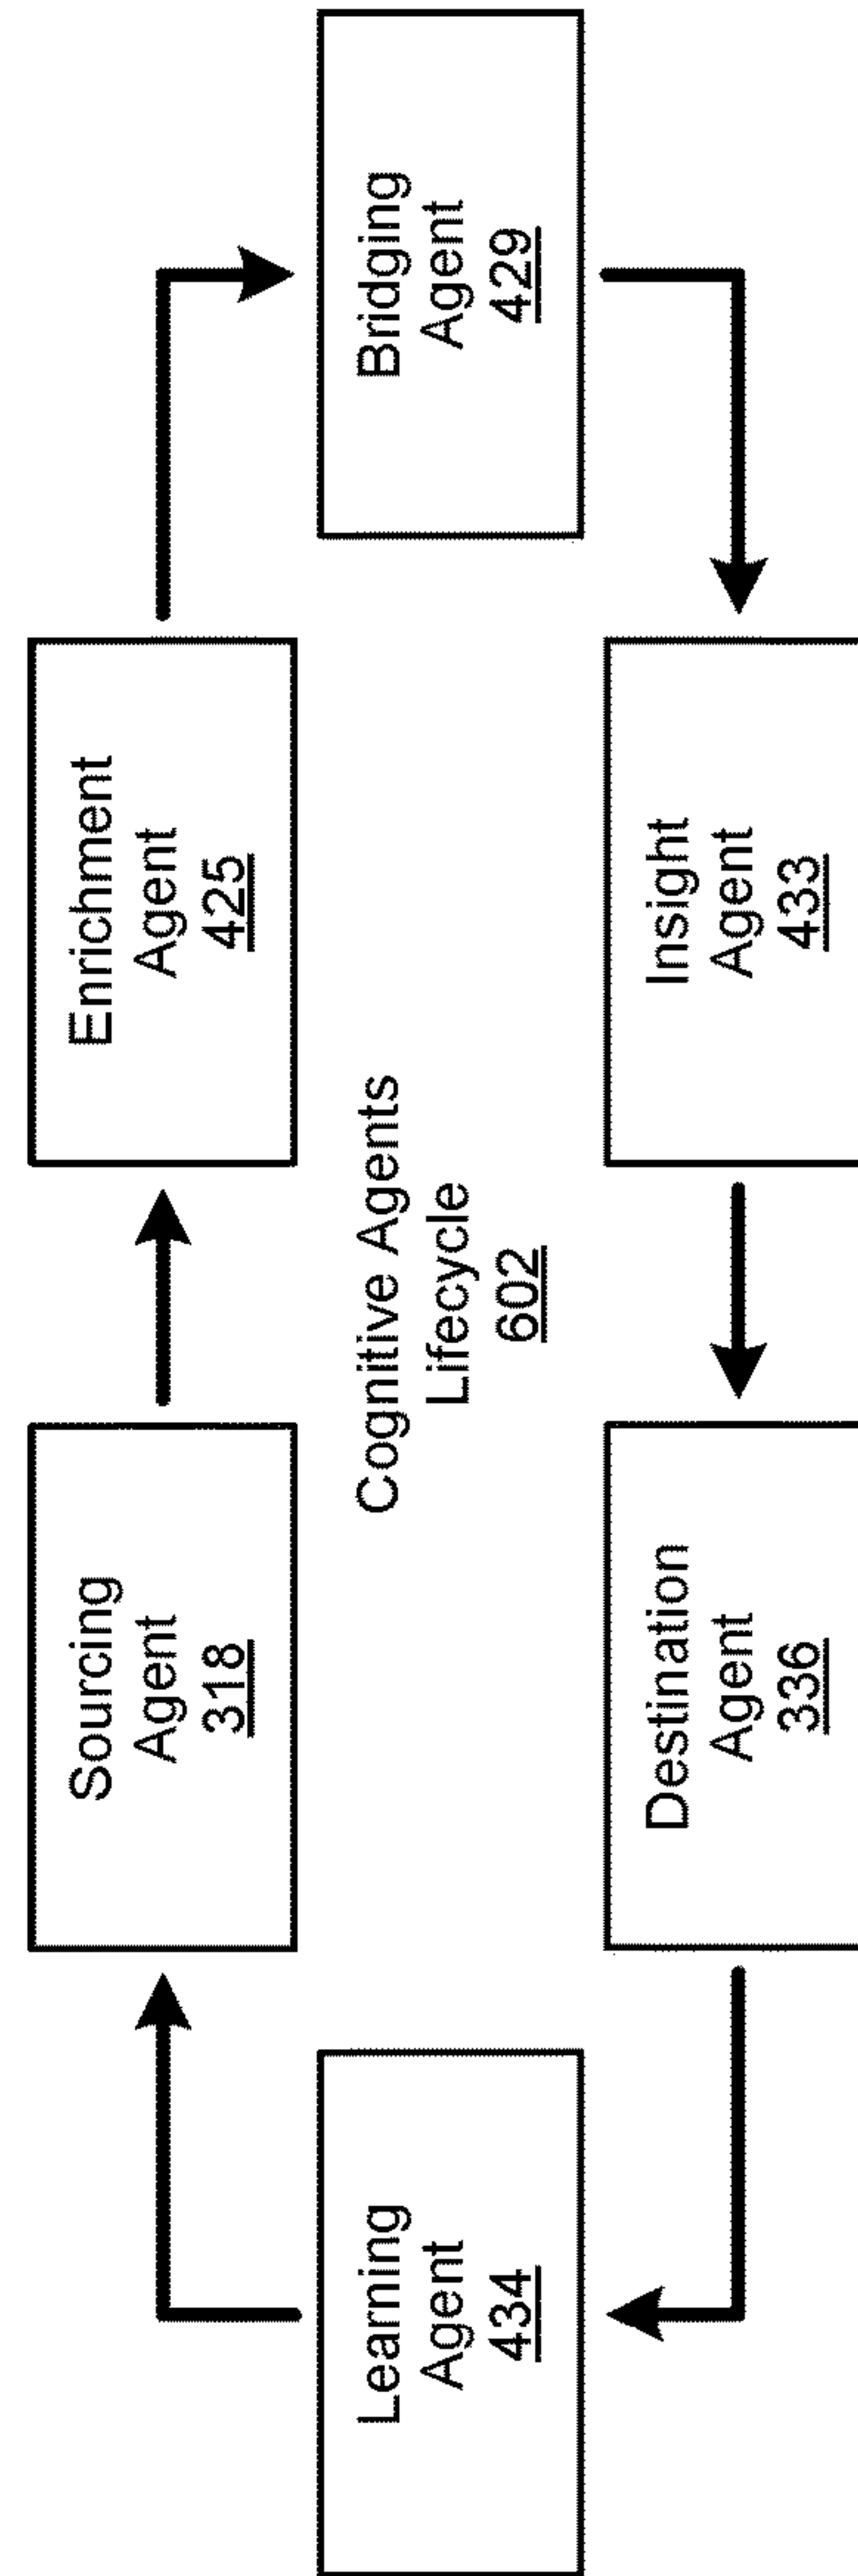 Sourcing
Agent
318
Enrichment
Agent
425
Learning
Agent
434
Cognitive Agents
Lifecycle
602
Bridging
Agent
429
Destination
Agent
336
Insight
Agent
433